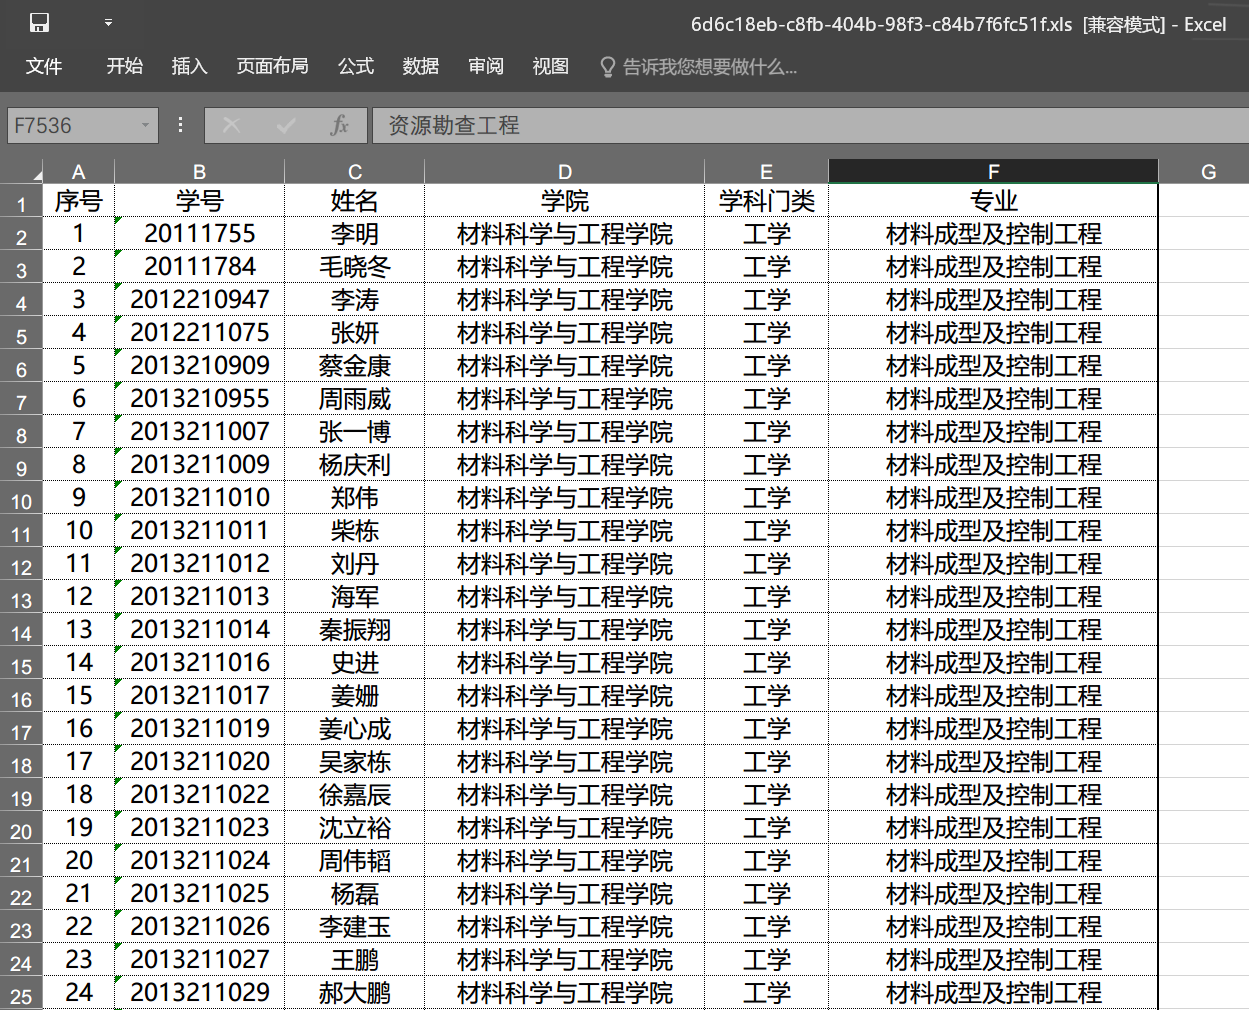 6d6c18eb-c8fb-404b-98f3-c84b7f6fc51f.xls [兼容模式] - Excel
文件 开始 插入 页面布局 公式 数据 审阅 视图 告诉我您想要做什么...
F7536 fx 资源勘查工程
A B C D E F G
1 序号 学号 姓名 学院 学科门类 专业
2 1 20111755 李明 材料科学与工程学院 工学 材料成型及控制工程
3 2 20111784 毛晓冬 材料科学与工程学院 工学 材料成型及控制工程
4 3 2012210947 李涛 材料科学与工程学院 工学 材料成型及控制工程
5 4 2012211075 张妍 材料科学与工程学院 工学 材料成型及控制工程
6 5 2013210909 蔡金康 材料科学与工程学院 工学 材料成型及控制工程
7 6 2013210955 周雨威 材料科学与工程学院 工学 材料成型及控制工程
8 7 2013211007 张一博 材料科学与工程学院 工学 材料成型及控制工程
9 8 2013211009 杨庆利 材料科学与工程学院 工学 材料成型及控制工程
10 9 2013211010 郑伟 材料科学与工程学院 工学 材料成型及控制工程
11 10 2013211011 柴栋 材料科学与工程学院 工学 材料成型及控制工程
12 11 2013211012 刘丹 材料科学与工程学院 工学 材料成型及控制工程
13 12 2013211013 海军 材料科学与工程学院 工学 材料成型及控制工程
14 13 2013211014 秦振翔 材料科学与工程学院 工学 材料成型及控制工程
15 14 2013211016 史进 材料科学与工程学院 工学 材料成型及控制工程
16 15 2013211017 姜姗 材料科学与工程学院 工学 材料成型及控制工程
17 16 2013211019 姜心成 材料科学与工程学院 工学 材料成型及控制工程
18 17 2013211020 吴家栋 材料科学与工程学院 工学 材料成型及控制工程
19 18 2013211022 徐嘉辰 材料科学与工程学院 工学 材料成型及控制工程
20 19 2013211023 沈立裕 材料科学与工程学院 工学 材料成型及控制工程
21 20 2013211024 周伟韬 材料科学与工程学院 工学 材料成型及控制工程
22 21 2013211025 杨磊 材料科学与工程学院 工学 材料成型及控制工程
23 22 2013211026 李建玉 材料科学与工程学院 工学 材料成型及控制工程
24 23 2013211027 王鹏 材料科学与工程学院 工学 材料成型及控制工程
25 24 2013211029 郝大鹏 材料科学与工程学院 工学 材料成型及控制工程